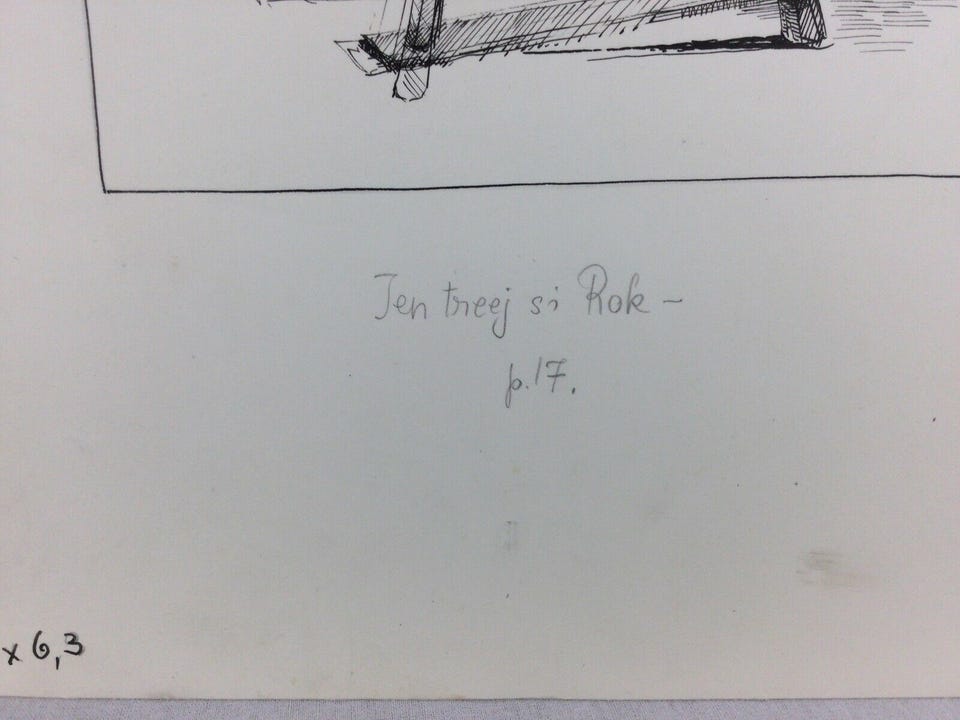 Jen treej si Rok –
p. 17.
x 6,3